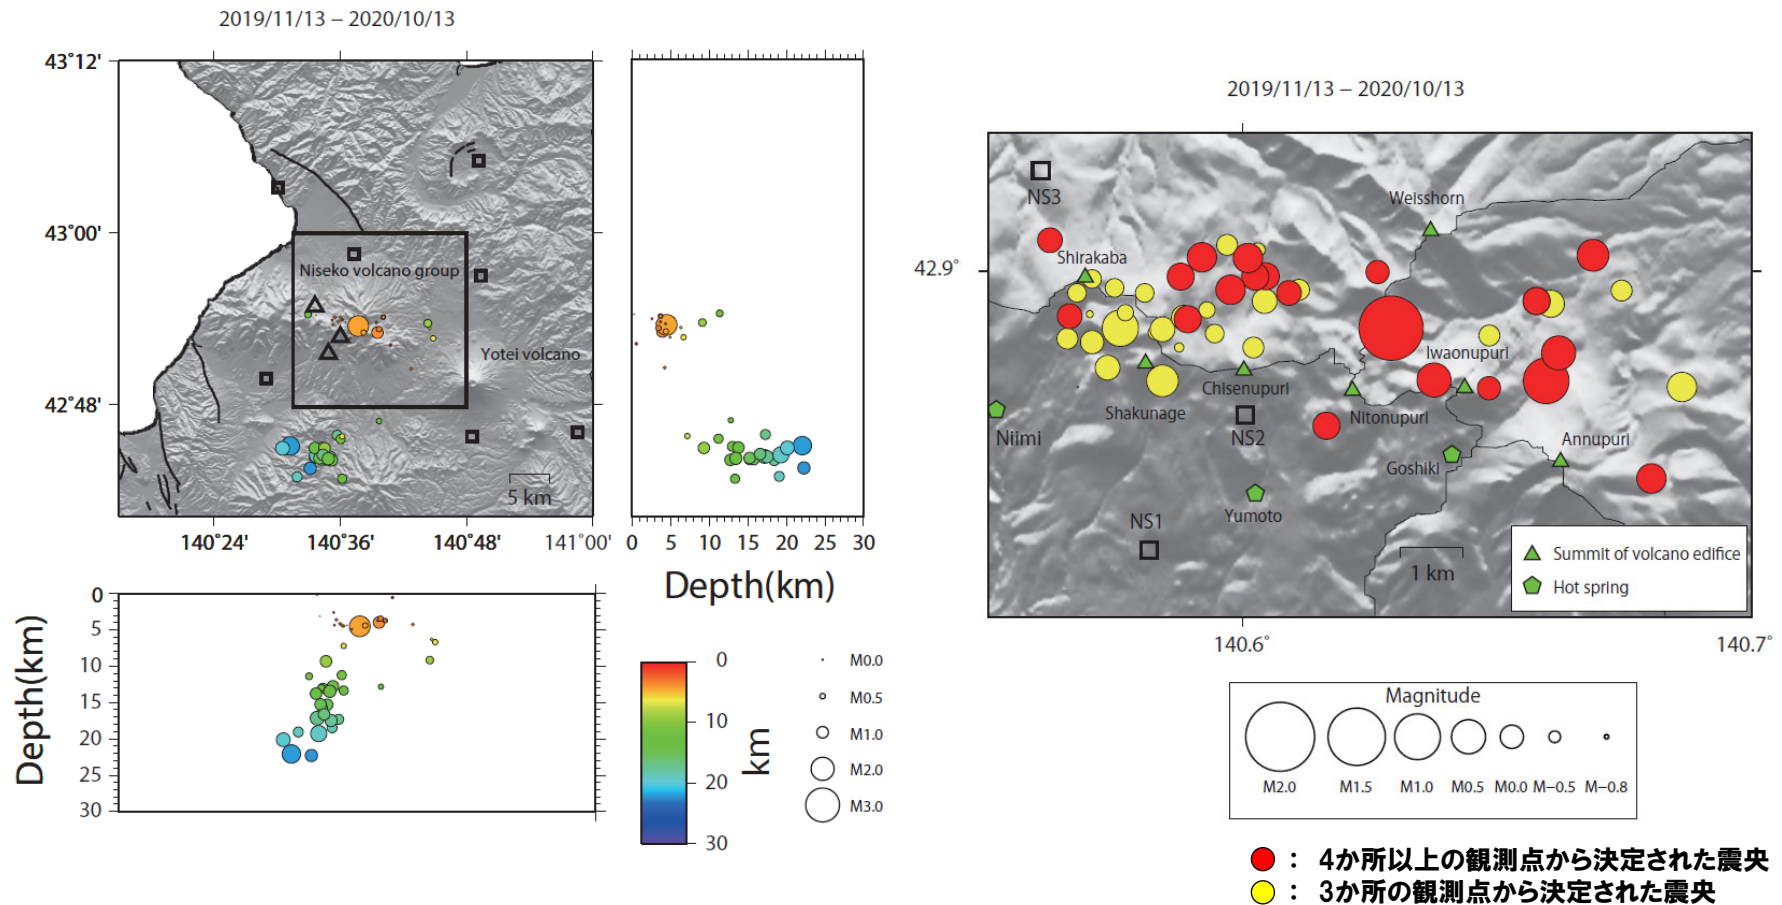 2019/11/13 – 2020/10/13
43°12'
43°00'
42°48'
Niseko volcano group
Yotei volcano
5 km
140°24'
140°36'
140°48'
141°00'
0 5 10 15 20 25 30
Depth(km)
Depth(km)
0
5
10
15
20
25
30
0
10
20
30
km
M0.0
M0.5
M1.0
M2.0
M3.0
2019/11/13 – 2020/10/13
42.9°
NS3
Weisshorn
Shirakaba
Iwaonupuri
Chisenupuri
Shakunage
Nitonupuri
Niimi
NS2
Annupuri
Goshiki
Yumoto
NS1
1 km
Summit of volcano edifice
Hot spring
140.6°
140.7°
Magnitude
M2.0 M1.5 M1.0 M0.5 M0.0 M−0.5 M−0.8
： 4か所以上の観測点から決定された震央
： 3か所の観測点から決定された震央